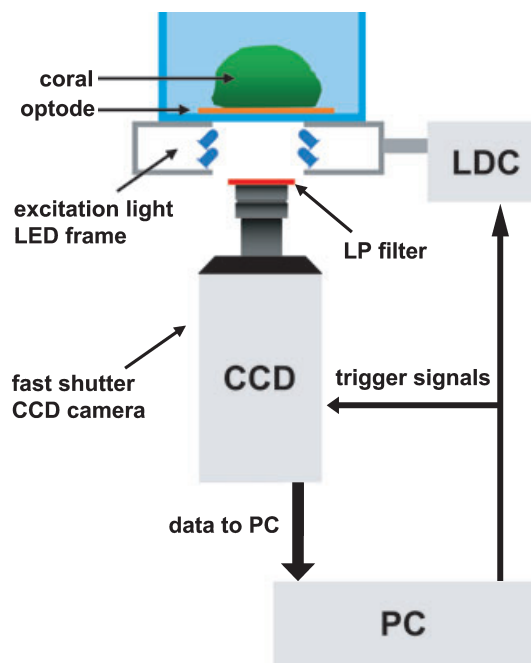 coral
optode
LDC
excitation light
LED frame
LP filter
CCD
trigger signals
fast shutter
CCD camera
data to PC
PC